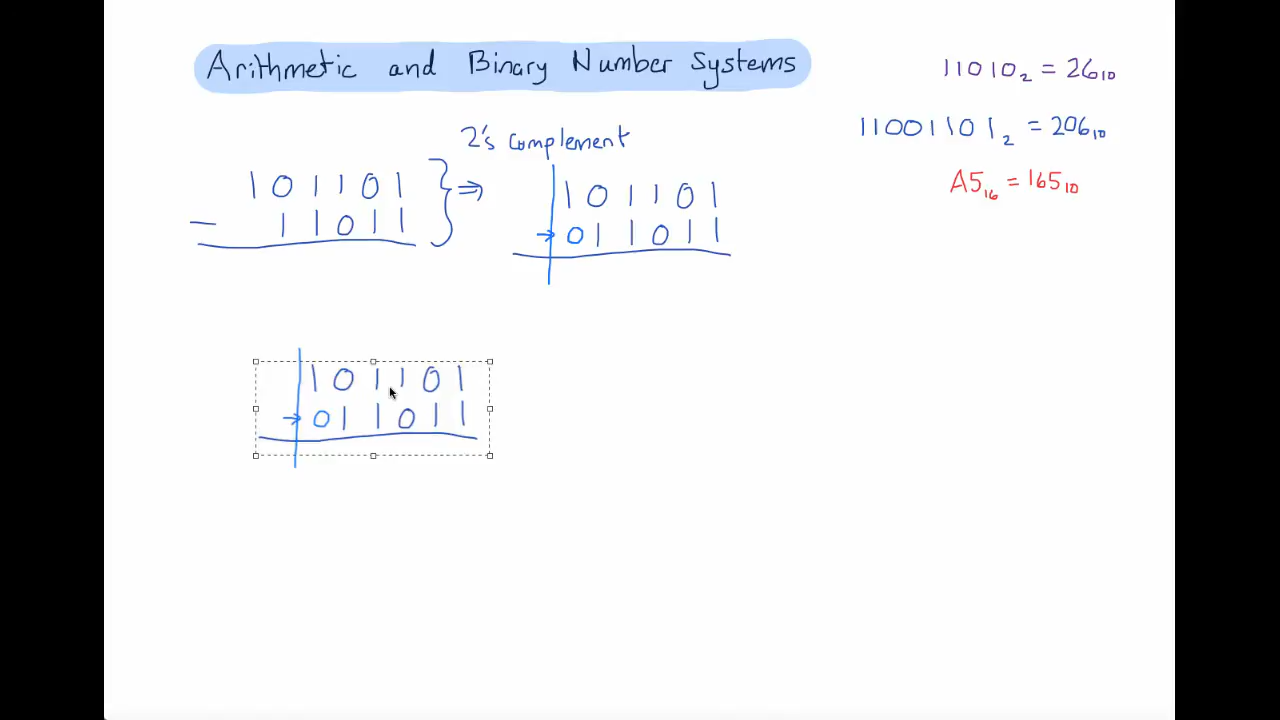 Arithmetic and Binary Number Systems
11010₂ = 26₁₀
11001101₂ = 206₁₀
A5₁₆ = 165₁₀
2's complement
101101
- 11011
} ⇒
101101
→ 011011
101101
→ 011011